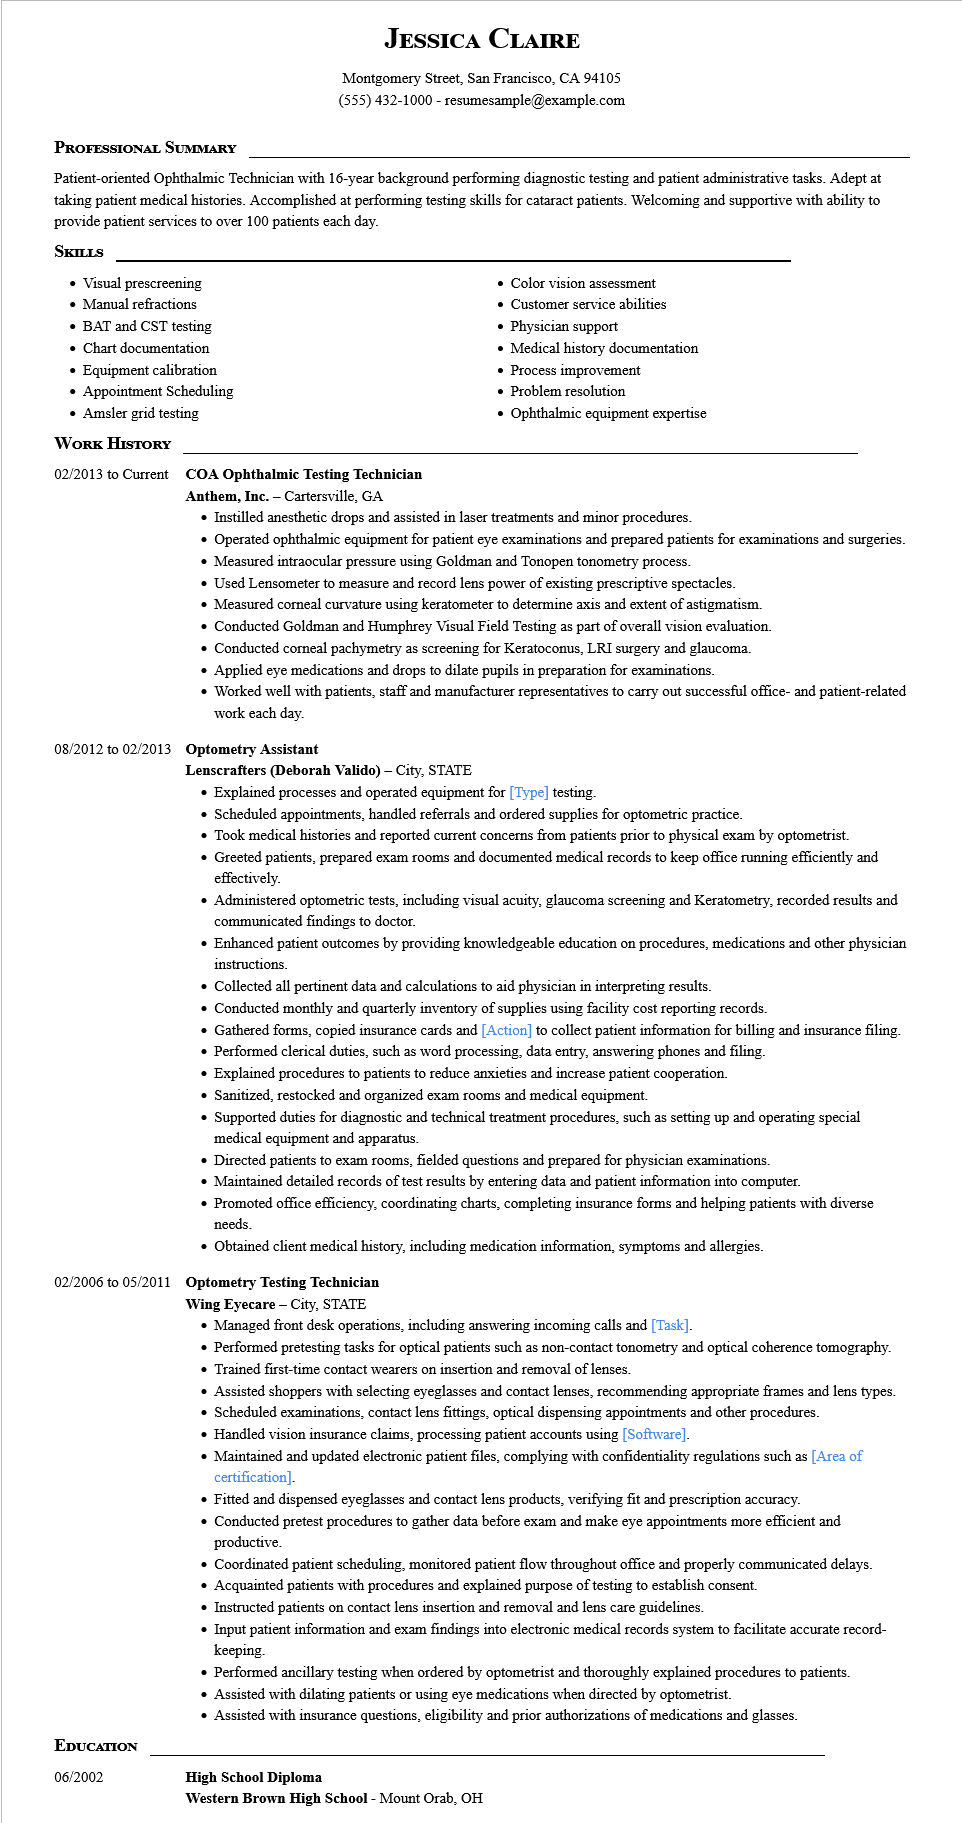 Jessica Claire
Montgomery Street, San Francisco, CA 94105
(555) 432-1000 - resumesample@example.com
Professional Summary
Patient-oriented Ophthalmic Technician with 16-year background performing diagnostic testing and patient administrative tasks. Adept at
taking patient medical histories. Accomplished at performing testing skills for cataract patients. Welcoming and supportive with ability to
provide patient services to over 100 patients each day.
Skills
• Visual prescreening
• Manual refractions
• BAT and CST testing
• Chart documentation
• Equipment calibration
• Appointment Scheduling
• Amsler grid testing
• Color vision assessment
• Customer service abilities
• Physician support
• Medical history documentation
• Process improvement
• Problem resolution
• Ophthalmic equipment expertise
Work History
02/2013 to Current COA Ophthalmic Testing Technician
Anthem, Inc. – Cartersville, GA
• Instilled anesthetic drops and assisted in laser treatments and minor procedures.
• Operated ophthalmic equipment for patient eye examinations and prepared patients for examinations and surgeries.
• Measured intraocular pressure using Goldman and Tonopen tonometry process.
• Used Lensometer to measure and record lens power of existing prescriptive spectacles.
• Measured corneal curvature using keratometer to determine axis and extent of astigmatism.
• Conducted Goldman and Humphrey Visual Field Testing as part of overall vision evaluation.
• Conducted corneal pachymetry as screening for Keratoconus, LRI surgery and glaucoma.
• Applied eye medications and drops to dilate pupils in preparation for examinations.
• Worked well with patients, staff and manufacturer representatives to carry out successful office- and patient-related
work each day.
08/2012 to 02/2013 Optometry Assistant
Lenscrafters (Deborah Valido) – City, STATE
• Explained processes and operated equipment for [Type] testing.
• Scheduled appointments, handled referrals and ordered supplies for optometric practice.
• Took medical histories and reported current concerns from patients prior to physical exam by optometrist.
• Greeted patients, prepared exam rooms and documented medical records to keep office running efficiently and
effectively.
• Administered optometric tests, including visual acuity, glaucoma screening and Keratometry, recorded results and
communicated findings to doctor.
• Enhanced patient outcomes by providing knowledgeable education on procedures, medications and other physician
instructions.
• Collected all pertinent data and calculations to aid physician in interpreting results.
• Conducted monthly and quarterly inventory of supplies using facility cost reporting records.
• Gathered forms, copied insurance cards and [Action] to collect patient information for billing and insurance filing.
• Performed clerical duties, such as word processing, data entry, answering phones and filing.
• Explained procedures to patients to reduce anxieties and increase patient cooperation.
• Sanitized, restocked and organized exam rooms and medical equipment.
• Supported duties for diagnostic and technical treatment procedures, such as setting up and operating special
medical equipment and apparatus.
• Directed patients to exam rooms, fielded questions and prepared for physician examinations.
• Maintained detailed records of test results by entering data and patient information into computer.
• Promoted office efficiency, coordinating charts, completing insurance forms and helping patients with diverse
needs.
• Obtained client medical history, including medication information, symptoms and allergies.
02/2006 to 05/2011 Optometry Testing Technician
Wing Eyecare – City, STATE
• Managed front desk operations, including answering incoming calls and [Task].
• Performed pretesting tasks for optical patients such as non-contact tonometry and optical coherence tomography.
• Trained first-time contact wearers on insertion and removal of lenses.
• Assisted shoppers with selecting eyeglasses and contact lenses, recommending appropriate frames and lens types.
• Scheduled examinations, contact lens fittings, optical dispensing appointments and other procedures.
• Handled vision insurance claims, processing patient accounts using [Software].
• Maintained and updated electronic patient files, complying with confidentiality regulations such as [Area of
certification].
• Fitted and dispensed eyeglasses and contact lens products, verifying fit and prescription accuracy.
• Conducted pretest procedures to gather data before exam and make eye appointments more efficient and
productive.
• Coordinated patient scheduling, monitored patient flow throughout office and properly communicated delays.
• Acquainted patients with procedures and explained purpose of testing to establish consent.
• Instructed patients on contact lens insertion and removal and lens care guidelines.
• Input patient information and exam findings into electronic medical records system to facilitate accurate record-
keeping.
• Performed ancillary testing when ordered by optometrist and thoroughly explained procedures to patients.
• Assisted with dilating patients or using eye medications when directed by optometrist.
• Assisted with insurance questions, eligibility and prior authorizations of medications and glasses.
Education
06/2002 High School Diploma
Western Brown High School - Mount Orab, OH